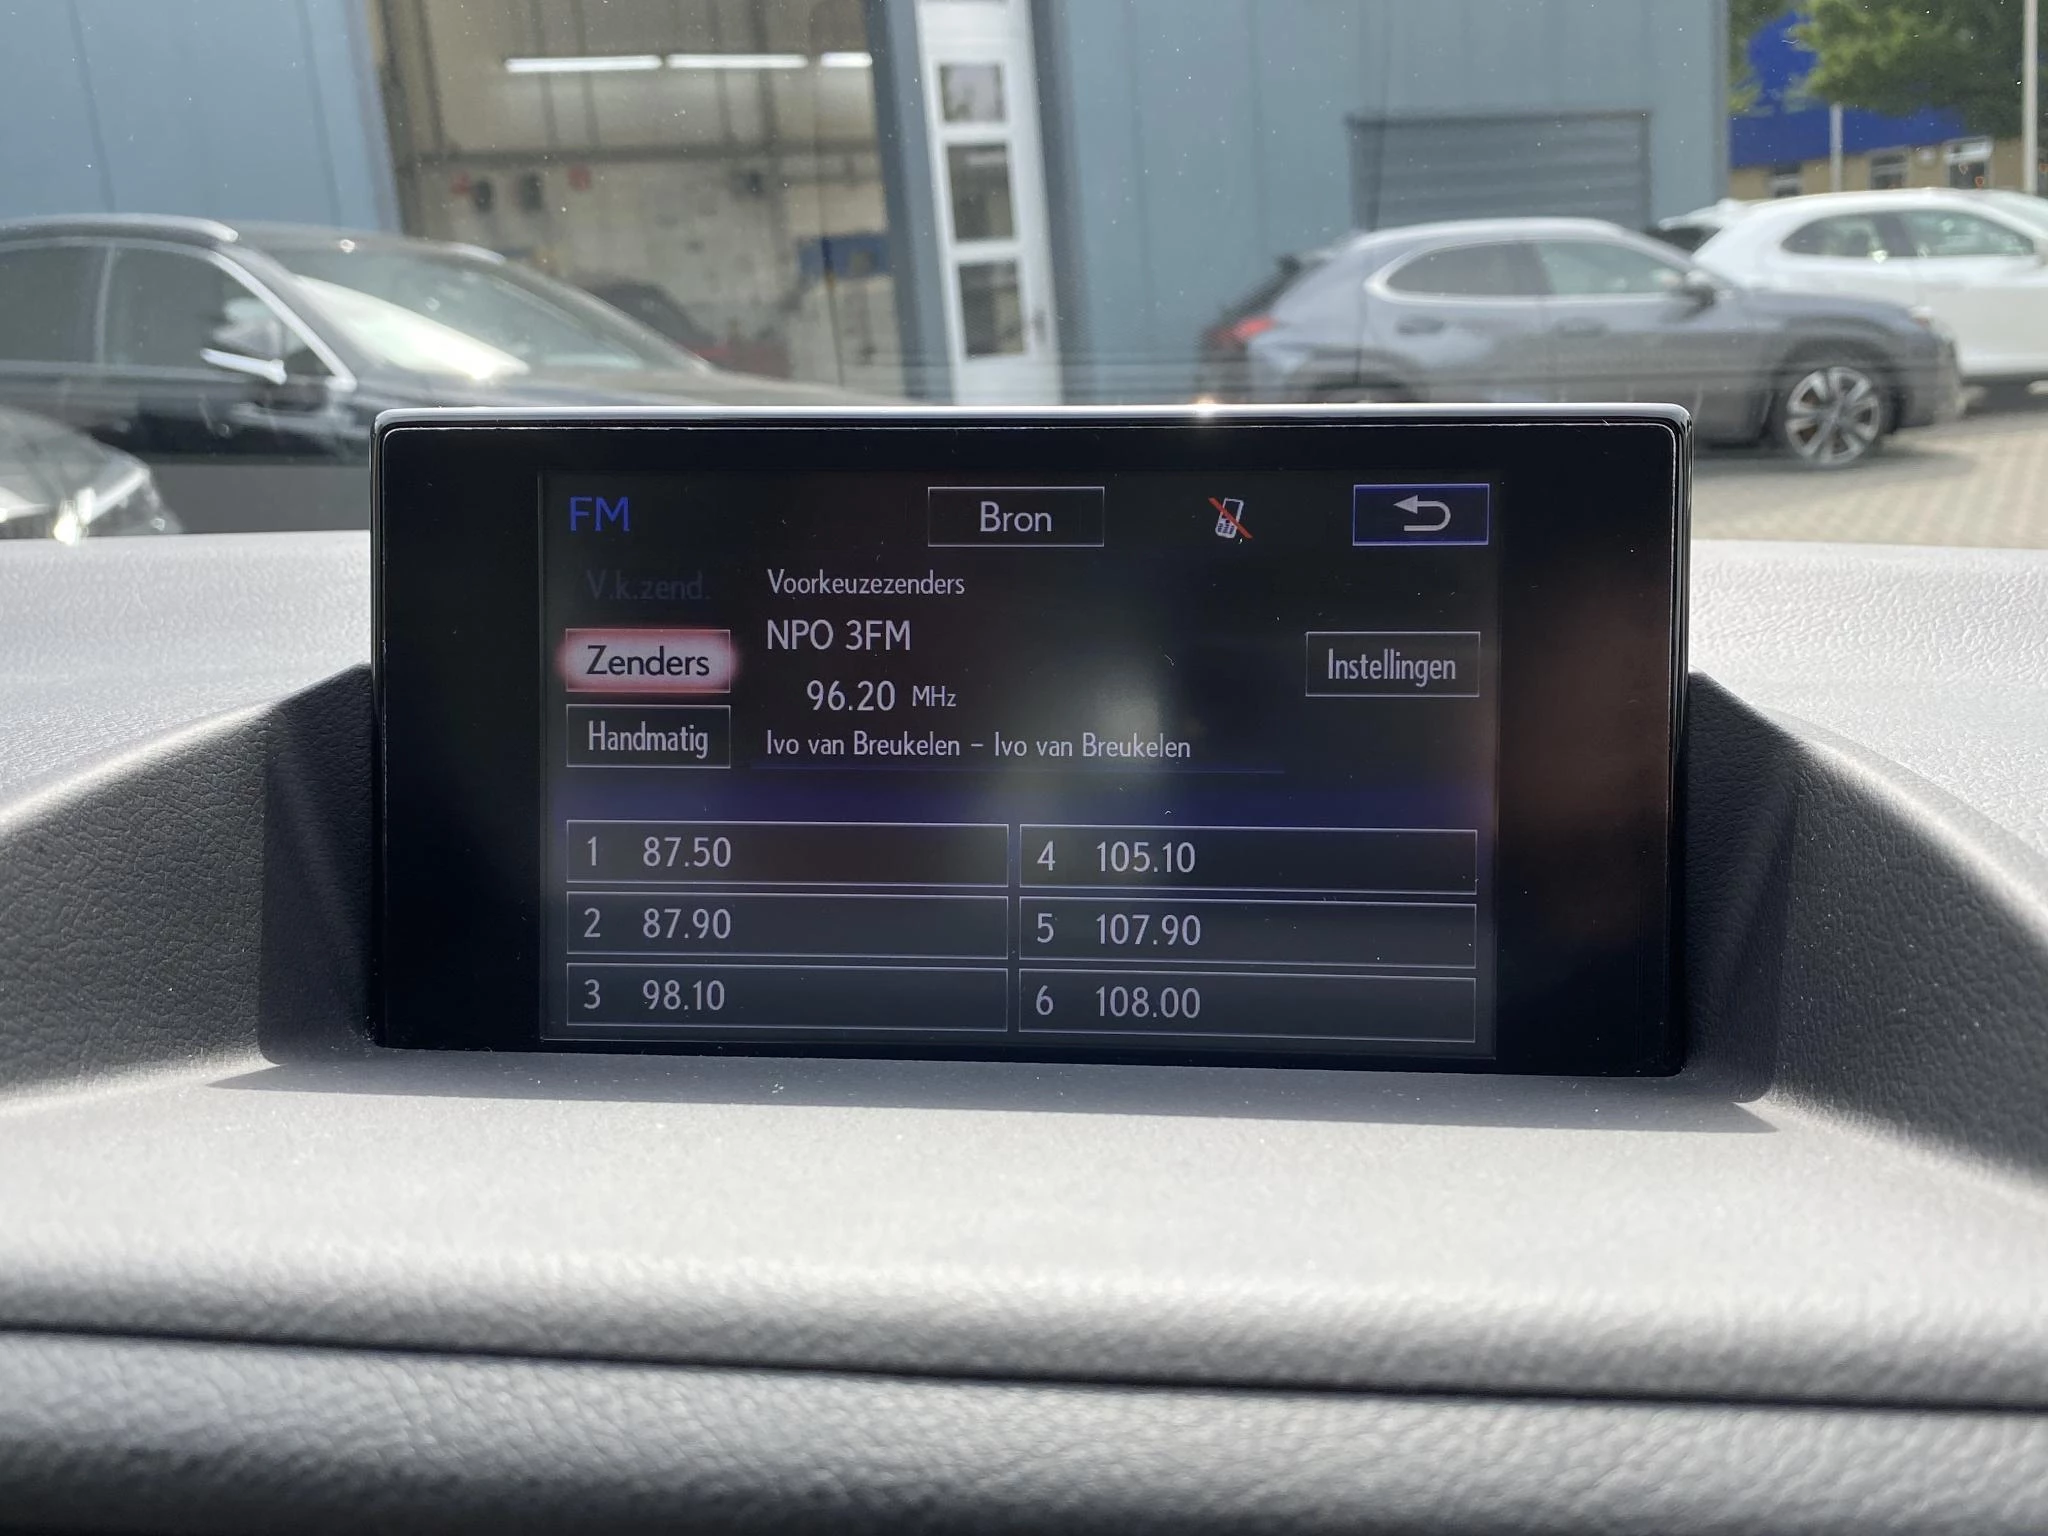 FM
Bron
V.k.zend.
Voorkeuzezenders
Zenders
NPO 3FM
Instellingen
96.20 MHz
Handmatig
Ivo van Breukelen - Ivo van Breukelen
1 87.50
4 105.10
2 87.90
5 107.90
3 98.10
6 108.00